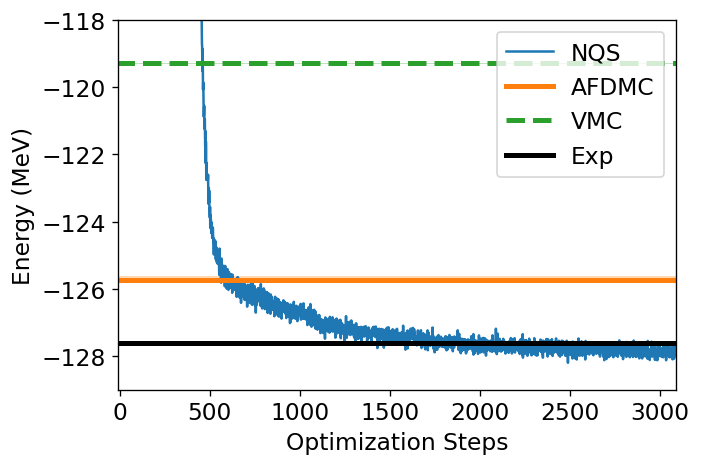 −118
−120
−122
−124
−126
−128
Energy (MeV)
NQS
AFDMC
VMC
Exp
0 500 1000 1500 2000 2500 3000
Optimization Steps